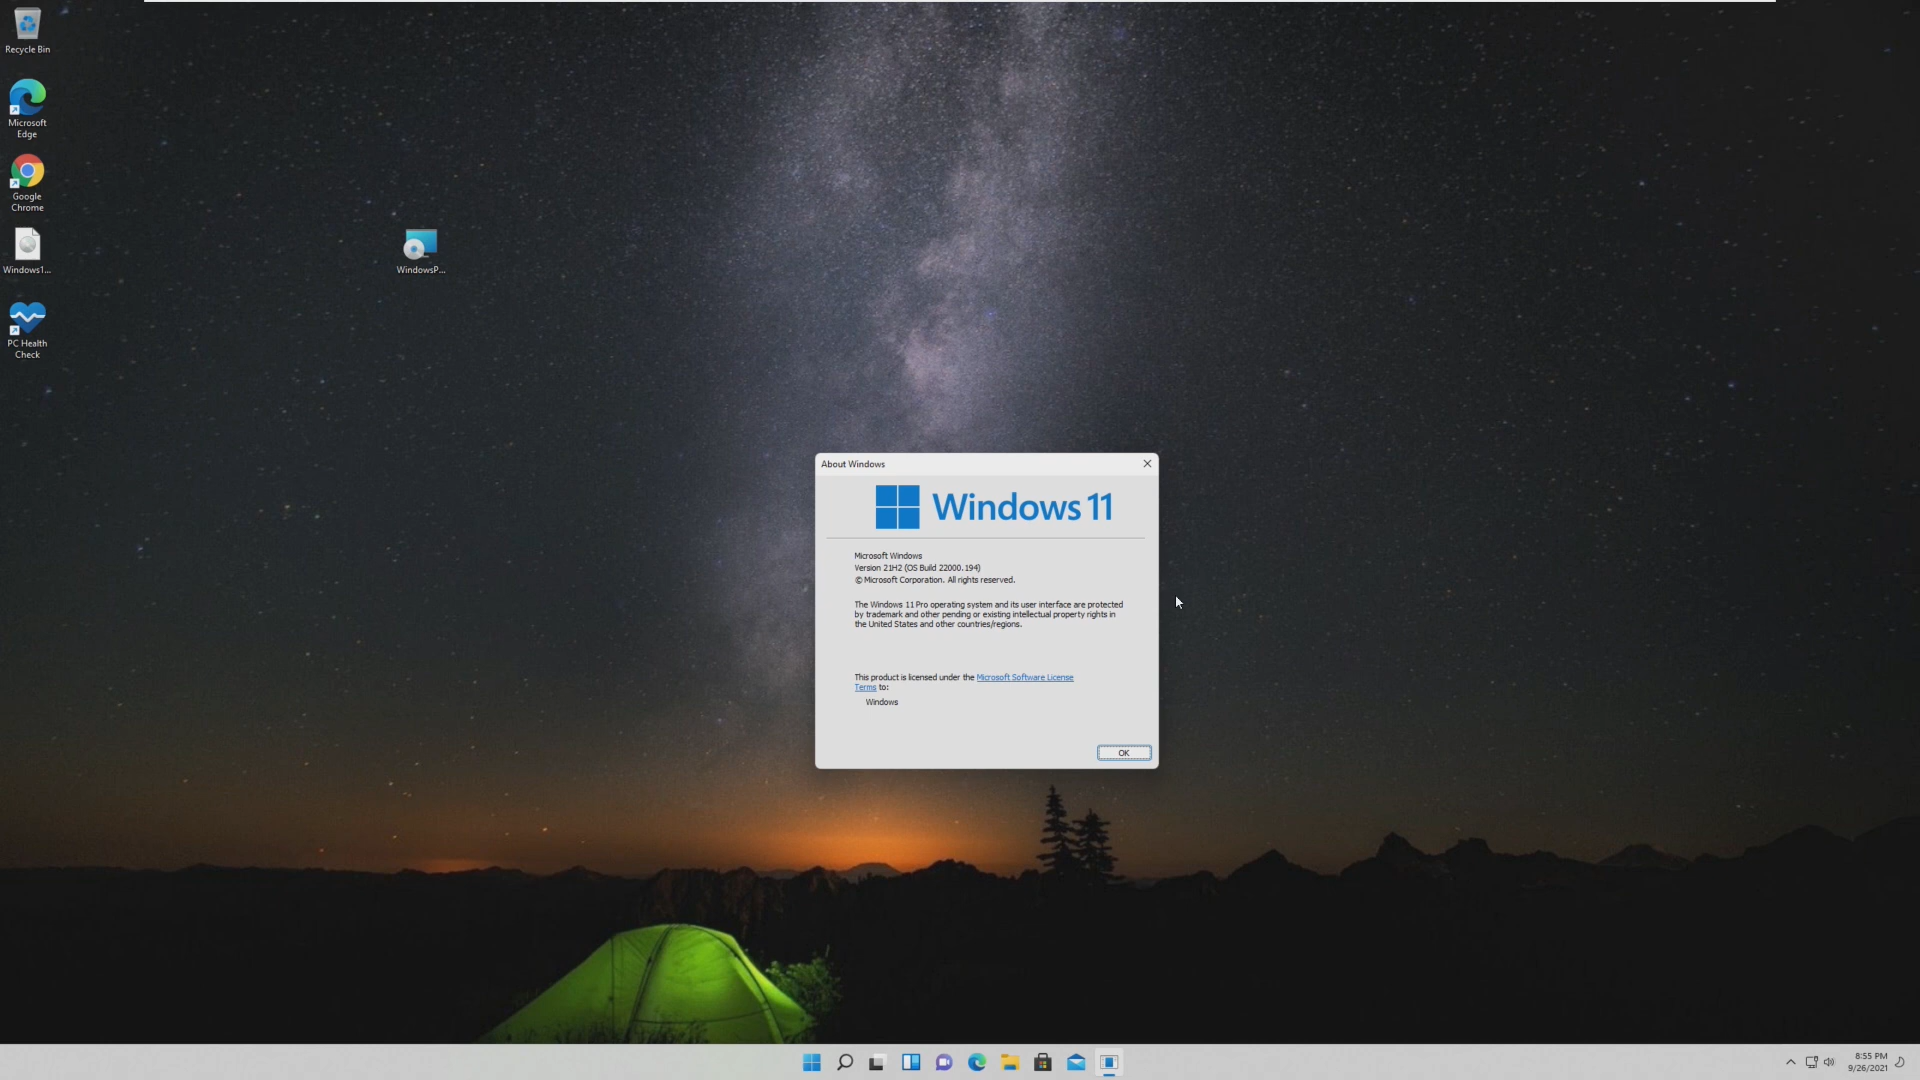 Recycle Bin
Microsoft
Edge
Google
Chrome
Windows1...
PC Health
Check
WindowsP...
About Windows
Windows 11
Microsoft Windows
Version 21H2 (OS Build 22000.194)
© Microsoft Corporation. All rights reserved.
The Windows 11 Pro operating system and its user interface are protected
by trademark and other pending or existing intellectual property rights in
the United States and other countries/regions.
This product is licensed under the Microsoft Software License
Terms to:
Windows
OK
8:55 PM
9/26/2021